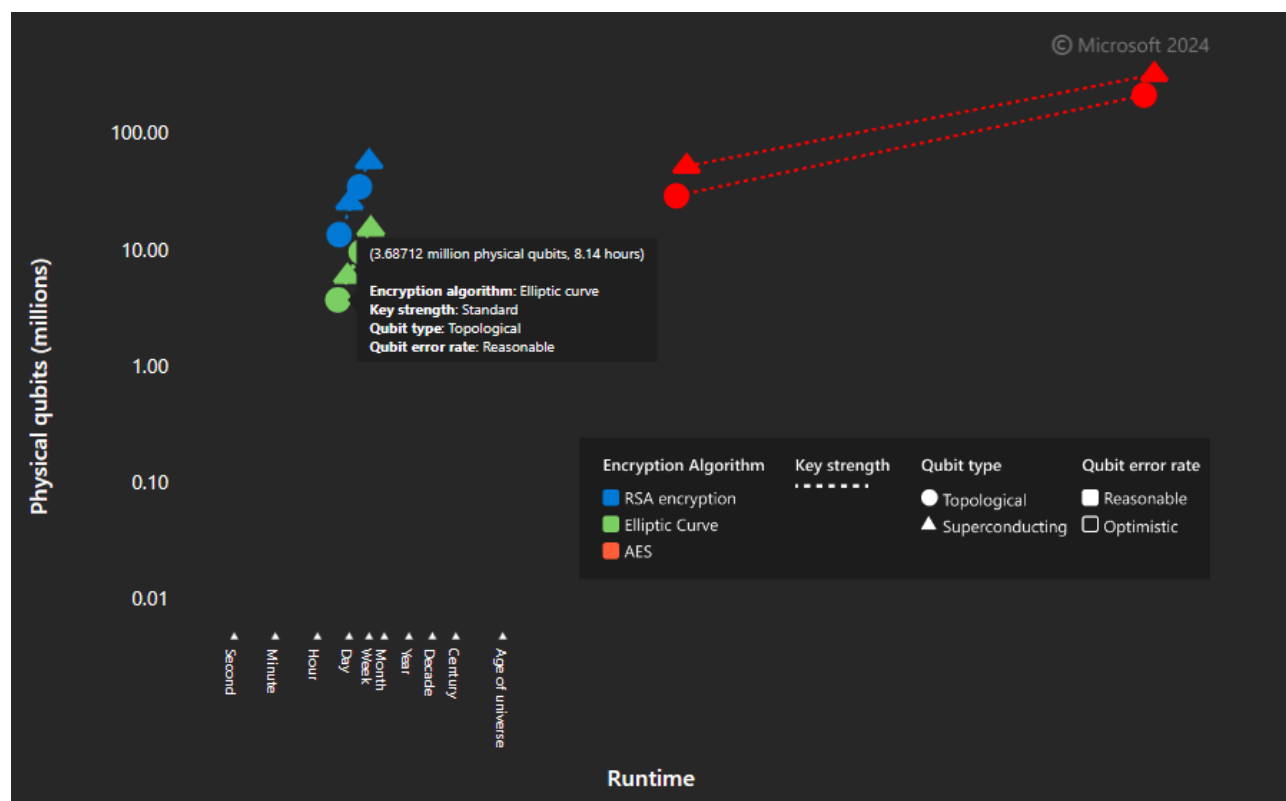 © Microsoft 2024
100.00
10.00
1.00
0.10
0.01
Physical qubits (millions)
(3.68712 million physical qubits, 8.14 hours)
Encryption algorithm: Elliptic curve
Key strength: Standard
Qubit type: Topological
Qubit error rate: Reasonable
Encryption Algorithm
RSA encryption
Elliptic Curve
AES
Key strength
Qubit type
Topological
Superconducting
Qubit error rate
Reasonable
Optimistic
Second
Minute
Hour
Day
Week
Month
Year
Decade
Century
Age of universe
Runtime